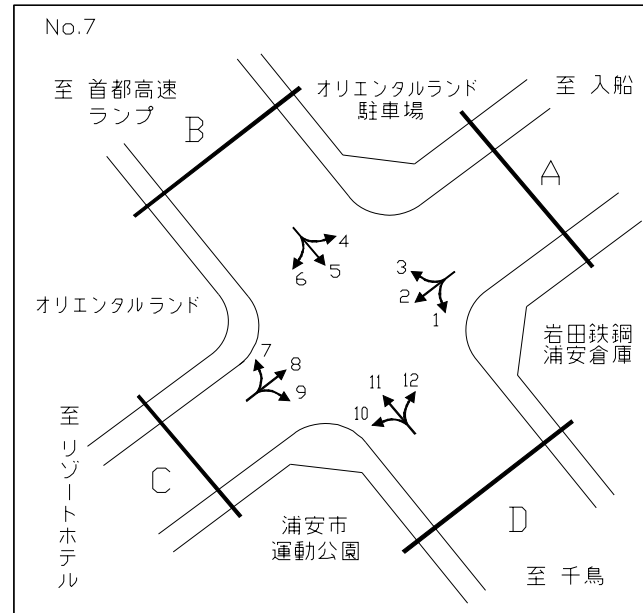 No.7
至 首都高速
ランプ
オリエンタルランド
駐車場
至 入船
B
A
4
5
6
3
2
1
オリエンタルランド
岩田鉄鋼
浦安倉庫
7
8
9
11
12
10
至 リゾートホテル
C
D
浦安市
運動公園
至 千鳥